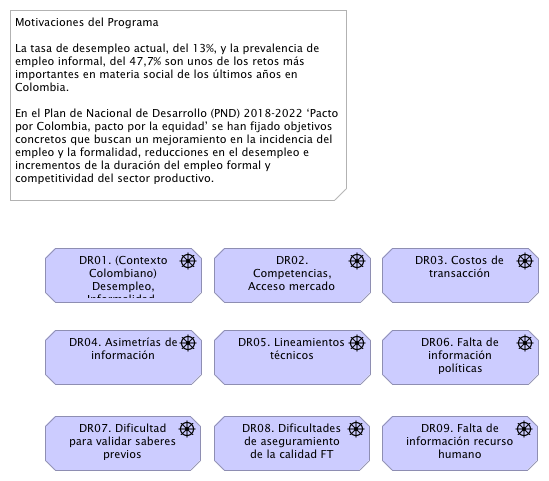 Motivaciones del Programa
La tasa de desempleo actual, del 13%, y la prevalencia de
empleo informal, del 47,7% son unos de los retos más
importantes en materia social de los últimos años en
Colombia.
En el Plan de Nacional de Desarrollo (PND) 2018-2022 ‘Pacto
por Colombia, pacto por la equidad’ se han fijado objetivos
concretos que buscan un mejoramiento en la incidencia del
empleo y la formalidad, reducciones en el desempleo e
incrementos de la duración del empleo formal y
competitividad del sector productivo.
DR01. (Contexto
Colombiano)
Desempleo,
Informalidad
DR02.
Competencias,
Acceso mercado
DR03. Costos de
transacción
DR04. Asimetrías de
información
DR05. Lineamientos
técnicos
DR06. Falta de
información
políticas
DR07. Dificultad
para validar saberes
previos
DR08. Dificultades
de aseguramiento
de la calidad FT
DR09. Falta de
información recurso
humano